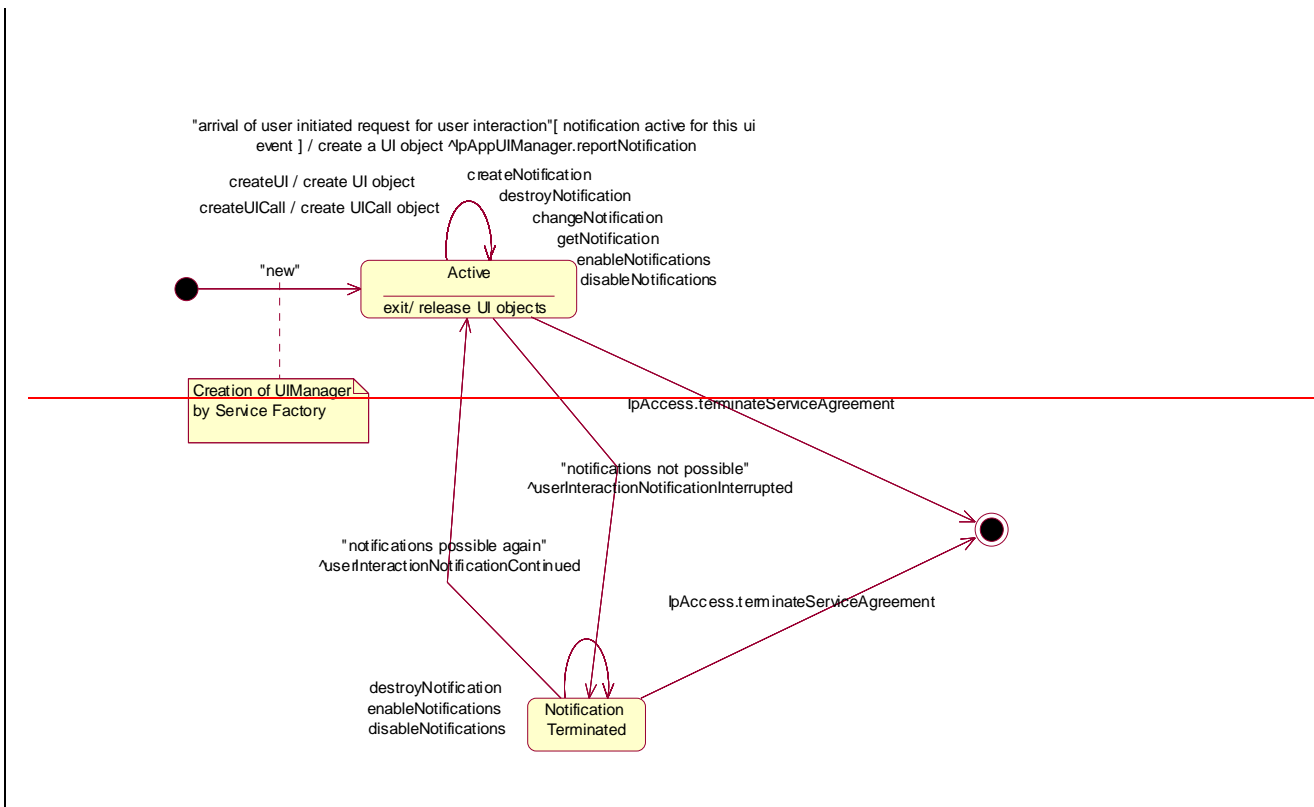 "arrival of user initiated request for user interaction"[ notification active for this ui
event ] / create a UI object ^IpAppUIManager.reportNotification
createUI / create UI object
createUICall / create UICall object
createNotification
destroyNotification
changeNotification
getNotification
enableNotifications
disableNotifications
"new"
Active
exit/ release UI objects
Creation of UIManager
by Service Factory
IpAccess.terminateServiceAgreement
"notifications not possible"
^userInteractionNotificationInterrupted
"notifications possible again"
^userInteractionNotificationContinued
IpAccess.terminateServiceAgreement
destroyNotification
enableNotifications
disableNotifications
Notification
Terminated